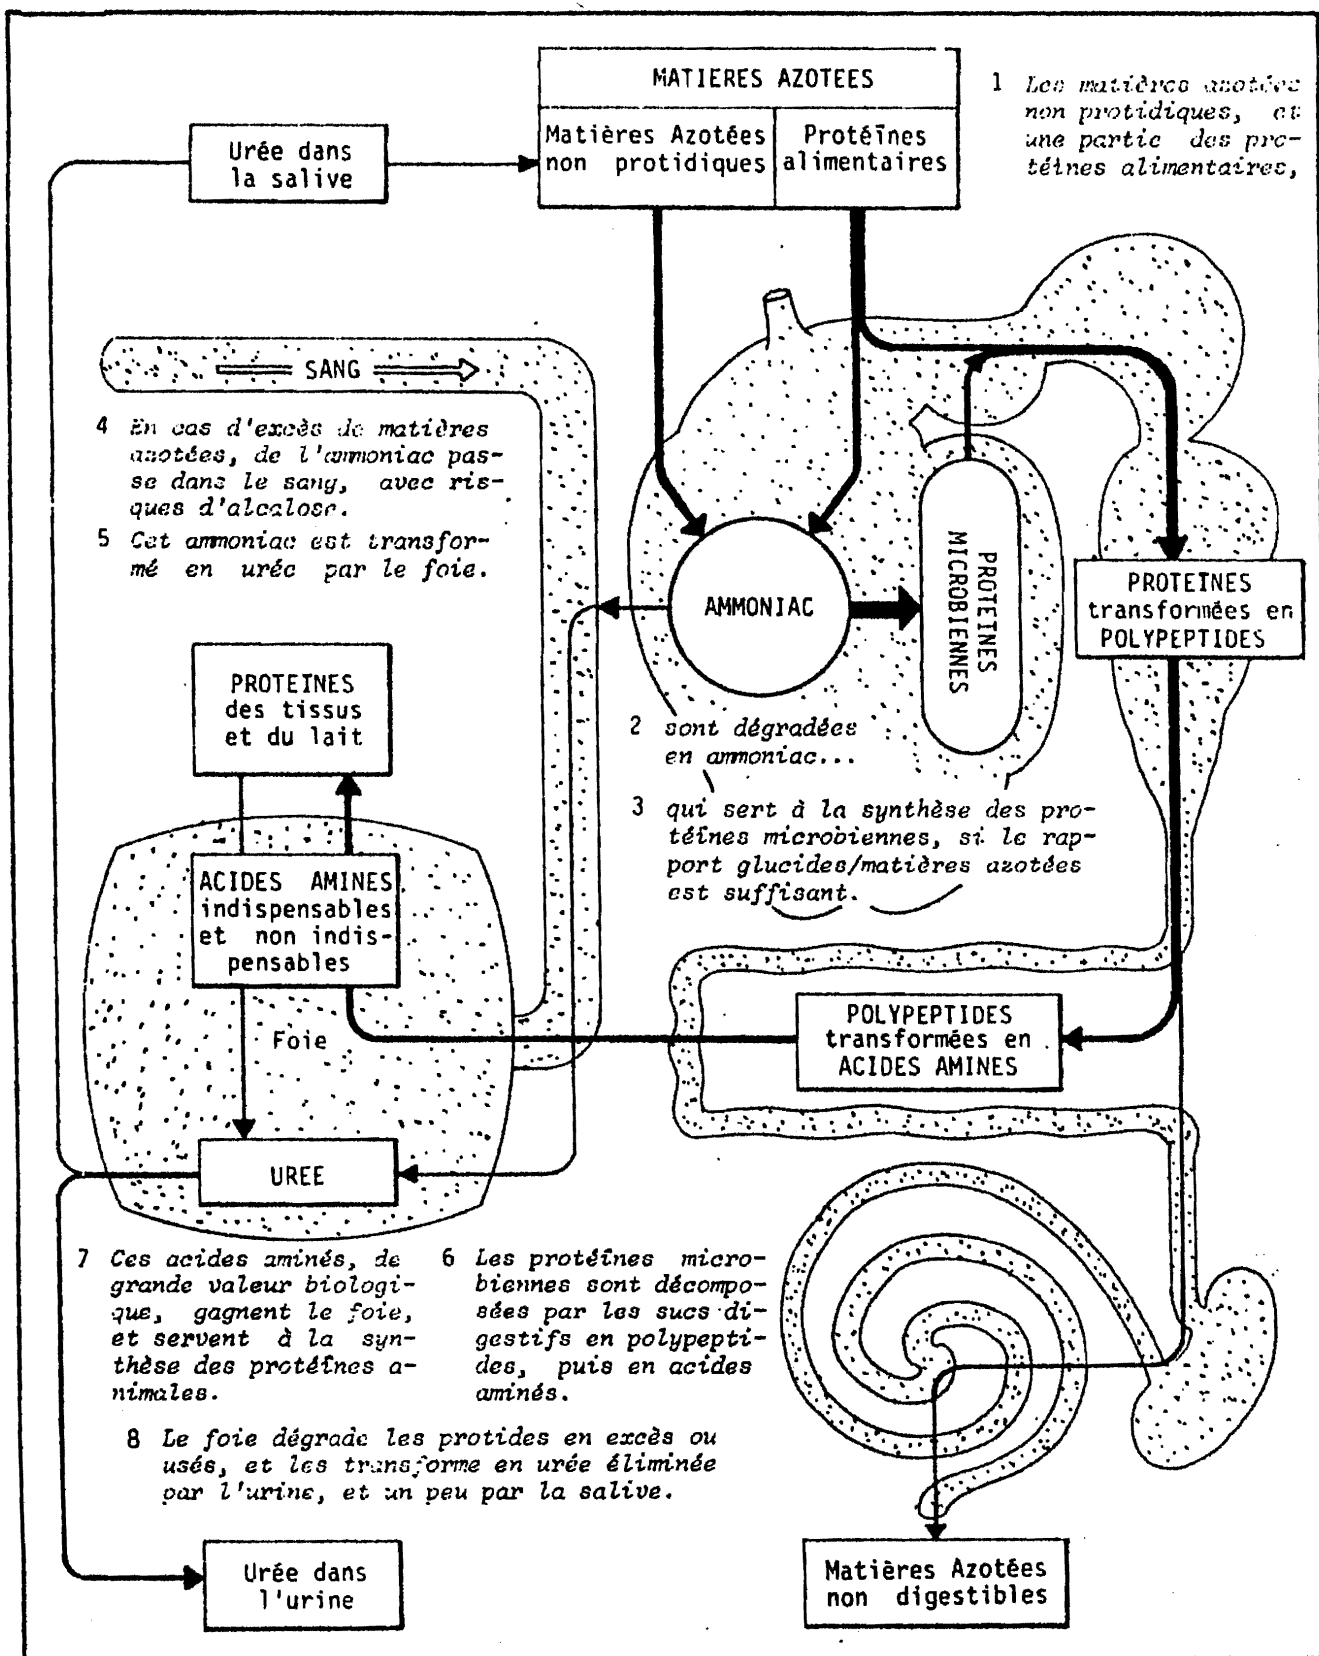 MATIERES AZOTEES
Matières Azotées
non protidiques
Protéïnes
alimentaires
1 Les matières azotées
non protidiques, et
une partie des pro-
téines alimentaires,
Urée dans
la salive
SANG
4 En cas d'excès de matières
azotées, de l'ammoniac pas-
se dans le sang, avec ris-
ques d'alcalose.
5 Cet ammoniac est transfor-
mé en urée par le foie.
AMMONIAC
PROTEÏNES
MICROBIENNES
PROTEÏNES
transformées en
POLYPEPTIDES
PROTEINES
des tissus
et du lait
2 sont dégradées
en ammoniac...
3 qui sert à la synthèse des pro-
téïnes microbiennes, si le rap-
port glucides/matières azotées
est suffisant.
ACIDES AMINES
indispensables
et non indis-
pensables
Foie
POLYPEPTIDES
transformées en
ACIDES AMINES
UREE
7 Ces acides aminés, de
grande valeur biologi-
que, gagnent le foie,
et servent à la syn-
thèse des protéïnes a-
nimales.
6 Les protéïnes micro-
biennes sont décompo-
sées par les sucs di-
gestifs en polypepti-
des, puis en acides
aminés.
8 Le foie dégrade les protides en excès ou
usés, et les transforme en urée éliminée
par l'urine, et un peu par la salive.
Urée dans
l'urine
Matières Azotées
non digestibles